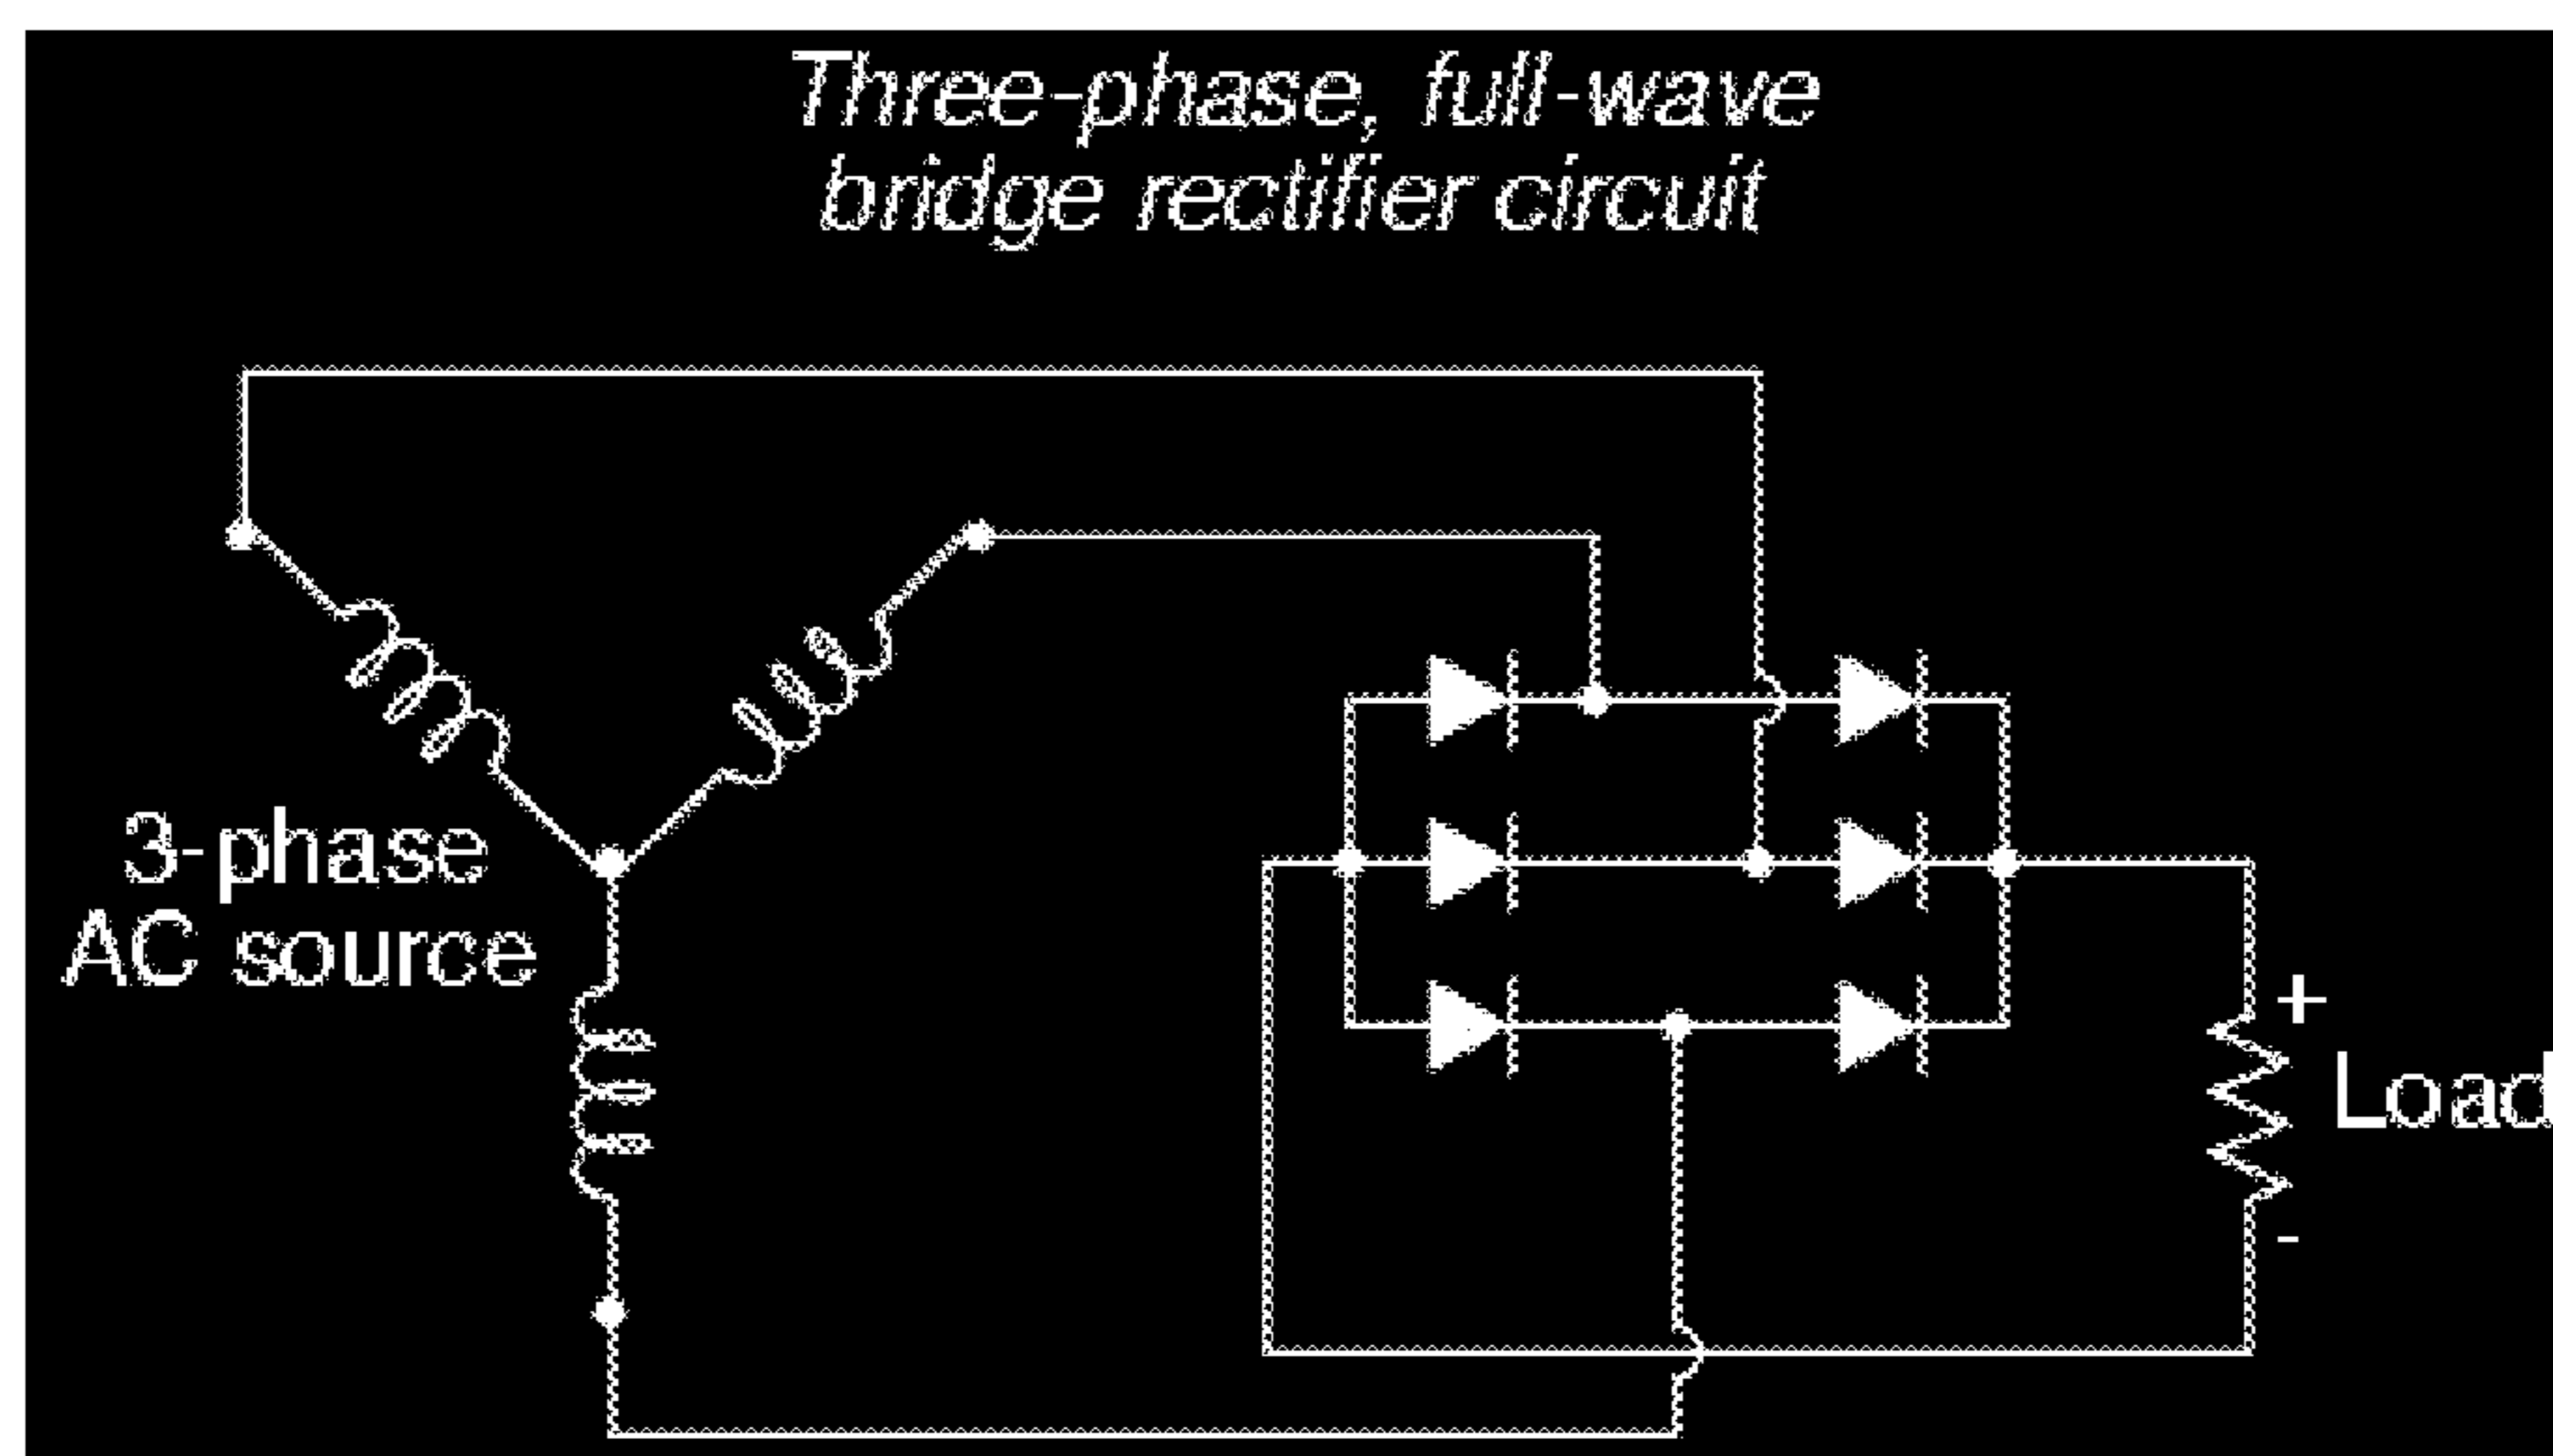 Three-phase, full-wave
bridge rectifier circuit
3-phase
AC source
+
Load
-